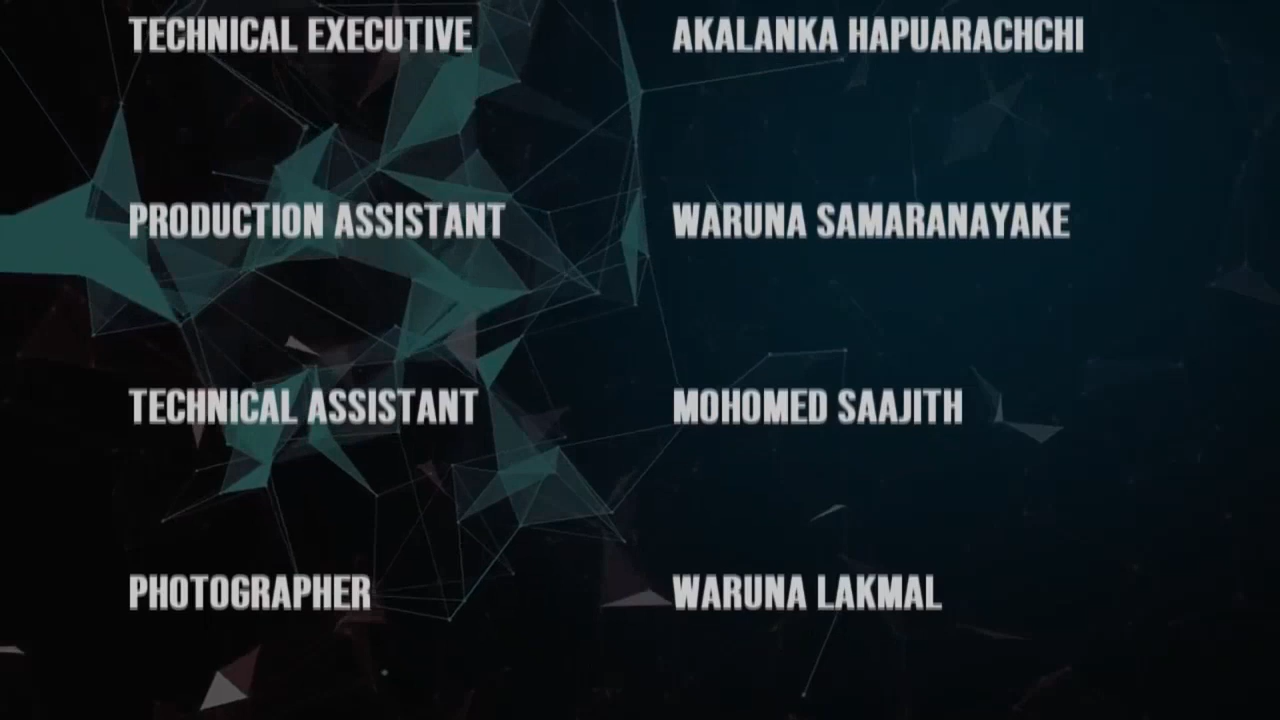 TECHNICAL EXECUTIVE AKALANKA HAPUARACHCHI
PRODUCTION ASSISTANT WARUNA SAMARANAYAKE
TECHNICAL ASSISTANT MOHOMED SAAJITH
PHOTOGRAPHER WARUNA LAKMAL